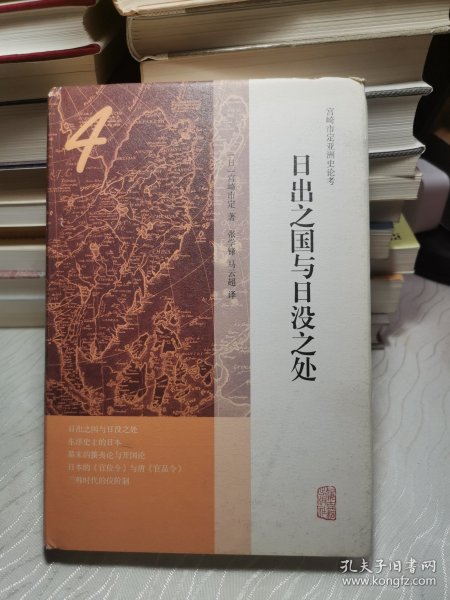 4
宫崎市定亚洲史论考
日出之国与日没之处
[日]宫崎市定 著 张学锋 马云超 译
日出之国与日没之处
东洋史上的日本
幕末的攘夷论与开国论
日本的《官位令》与唐《官品令》
三韩时代的位阶制
孔夫子旧书网
www.kongfz.com